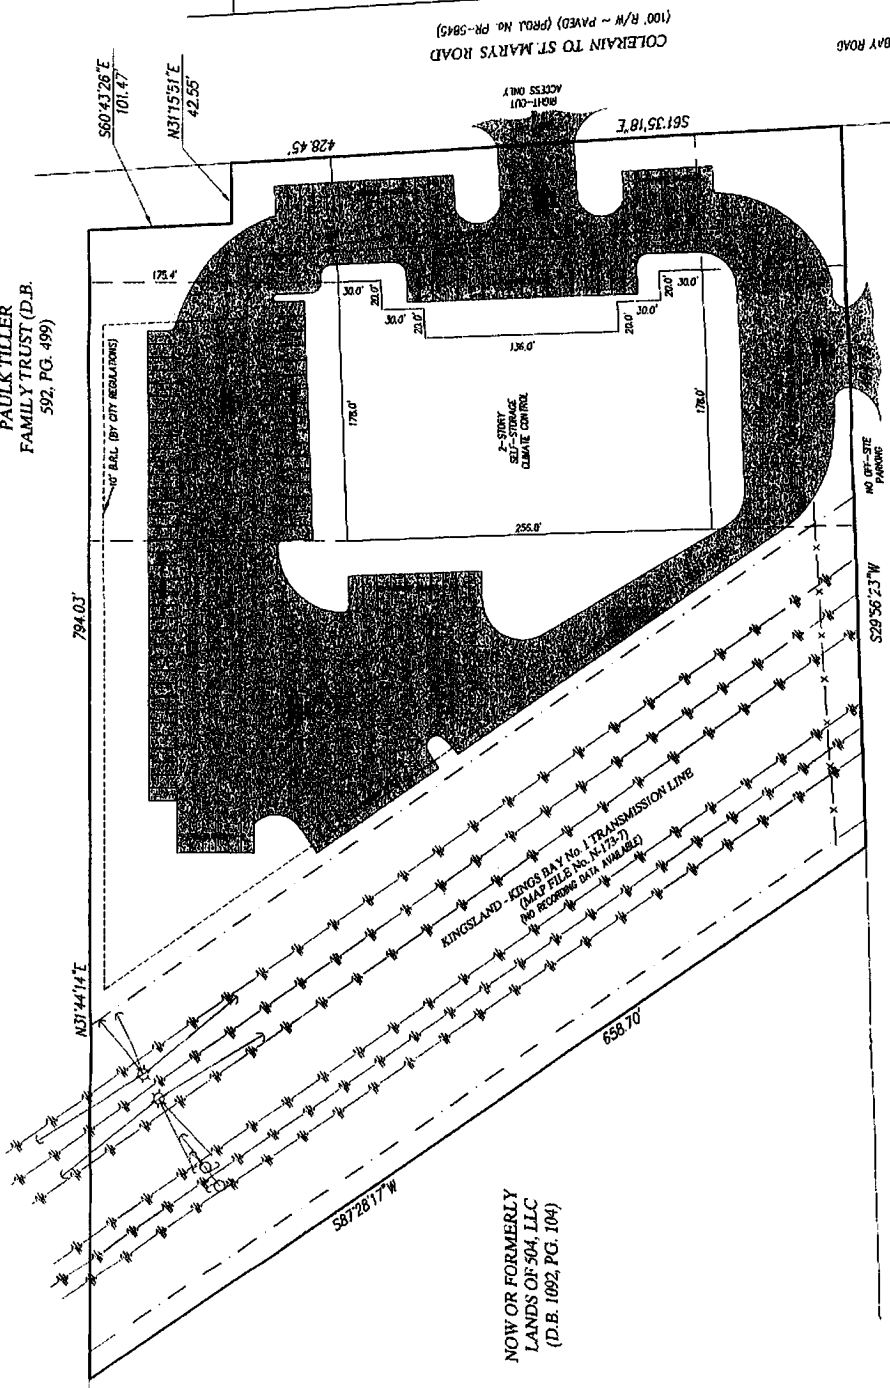 COLERAIN TO ST. MARYS ROAD
(100' R/W ~ PAVED) (PROJ. No. PR-5845)
BAY ROAD
S60°43'26"E
101.47'
N31°15'51"E
42.55'
428.45'
RIGHT-OUT
ACCESS ONLY
S61°35'18"E
PAULK TILLER
FAMILY TRUST (D.B.
592, PG. 499)
175.4'
10' B.R.L. (BY CITY REGULATIONS)
30.0'
20.0'
30.0'
20.0'
136.0'
20.0'
30.0'
20.0'
30.0'
178.0'
2-STORY
SELF-STORAGE
CLIMATE CONTROL
178.0'
256.0'
794.03'
NO OFF-SITE
PARKING
S29°56'23"W
KINGSLAND - KINGS BAY No. 1 TRANSMISSION LINE
(MAP FILE No. N-173-7)
(NO RECORDING DATA AVAILABLE)
N31°44'14"E
658.70'
S87°28'17"W
NOW OR FORMERLY
LANDS OF 504, LLC
(D.B. 1092, PG. 104)